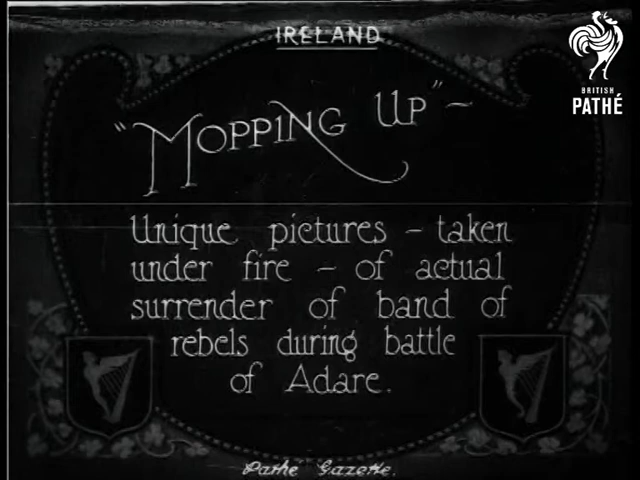 IRELAND
BRITISH
PATHÉ
"MOPPING UP"–
Unique pictures – taken
under fire – of actual
surrender of band of
rebels during battle
of Adare.
Pathé Gazette.